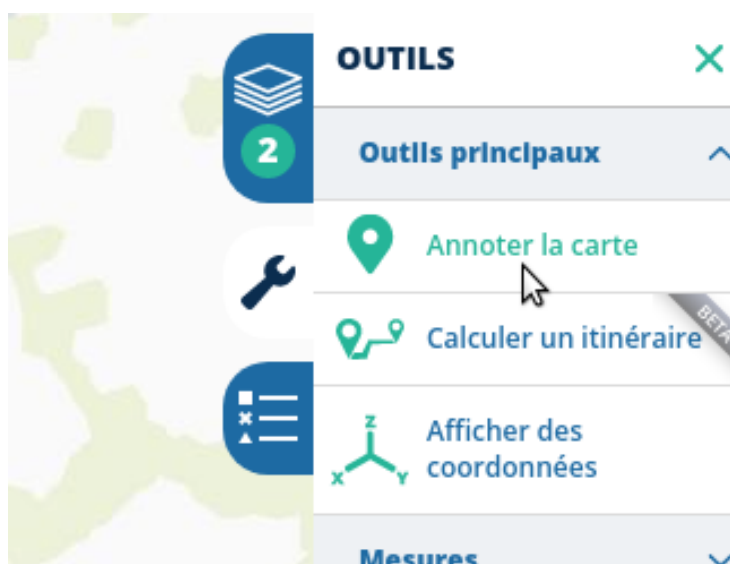 OUTILS
2
Outils principaux
Annoter la carte
BETA
Calculer un itinéraire
Afficher des
coordonnées
X Y Z
Mesures